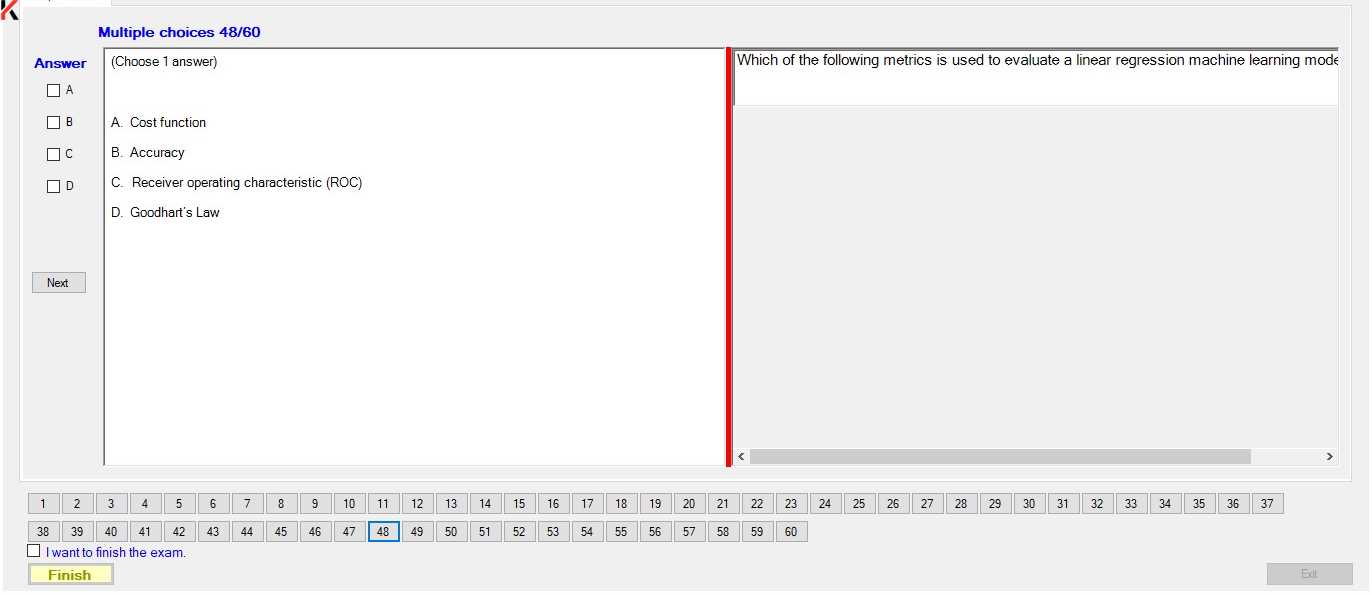 Multiple choices 48/60
Answer
(Choose 1 answer)
Which of the following metrics is used to evaluate a linear regression machine learning mode
A
B
C
D
A. Cost function
B. Accuracy
C. Receiver operating characteristic (ROC)
D. Goodhart´s Law
Next
1 2 3 4 5 6 7 8 9 10 11 12 13 14 15 16 17 18 19 20 21 22 23 24 25 26 27 28 29 30 31 32 33 34 35 36 37
38 39 40 41 42 43 44 45 46 47 48 49 50 51 52 53 54 55 56 57 58 59 60
I want to finish the exam.
Finish
Exit